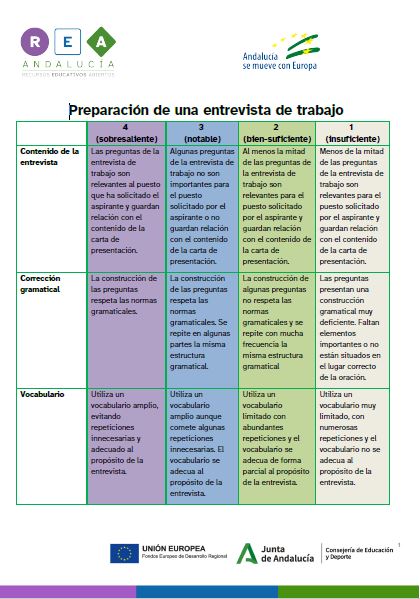 R E A
ANDALUCÍA
RECURSOS EDUCATIVOS ABIERTOS
Andalucía
se mueve con Europa
Preparación de una entrevista de trabajo
4
(sobresaliente)
3
(notable)
2
(bien-suficiente)
1
(insuficiente)
Contenido de la
entrevista
Las preguntas de la
entrevista de
trabajo son
relevantes al puesto
que ha solicitado el
aspirante y guardan
relación con el
contenido de la
carta de
presentación.
Algunas preguntas
de la entrevista de
trabajo no son
importantes para
el puesto
solicitado por el
aspirante o no
guardan relación
con el contenido
de la carta de
presentación.
Al menos la mitad
de las preguntas de
la entrevista de
trabajo son
relevantes para el
puesto solicitado
por el aspirante y
guardan relación
con el contenido de
la carta de
presentación.
Menos de la mitad
de las preguntas
de la entrevista de
trabajo son
relevantes para el
puesto solicitado
por el aspirante y
guardan relación
con el contenido
de la carta de
presentación.
Corrección
gramatical
La construcción de
las preguntas
respeta las normas
gramaticales.
La construcción
de las preguntas
respeta las
normas
gramaticales. Se
repite en algunas
partes la misma
estructura
gramatical.
La construcción de
algunas preguntas
no respeta las
normas
gramaticales y se
repite con mucha
frecuencia la
misma estructura
gramatical
Las preguntas
presentan una
construcción
gramatical muy
deficiente. Faltan
elementos
importantes o no
están situados en
el lugar correcto
de la oración.
Vocabulario
Utiliza un
vocabulario amplio,
evitando
repeticiones
innecesarias y
adecuado al
propósito de la
entrevista.
Utiliza un
vocabulario
amplio aunque
comete algunas
repeticiones
innecesarias. El
vocabulario se
adecua al
propósito de la
entrevista.
Utiliza un
vocabulario
limitado con
abundantes
repeticiones y el
vocabulario se
adecua de forma
parcial al propósito
de la entrevista.
Utiliza un
vocabulario muy
limitado, con
numerosas
repeticiones y el
vocabulario no se
adecua al
propósito de la
entrevista.
UNIÓN EUROPEA
Fondos Europeo de Desarrollo Regional
Junta
de Andalucía
Consejería de Educación
y Deporte
1